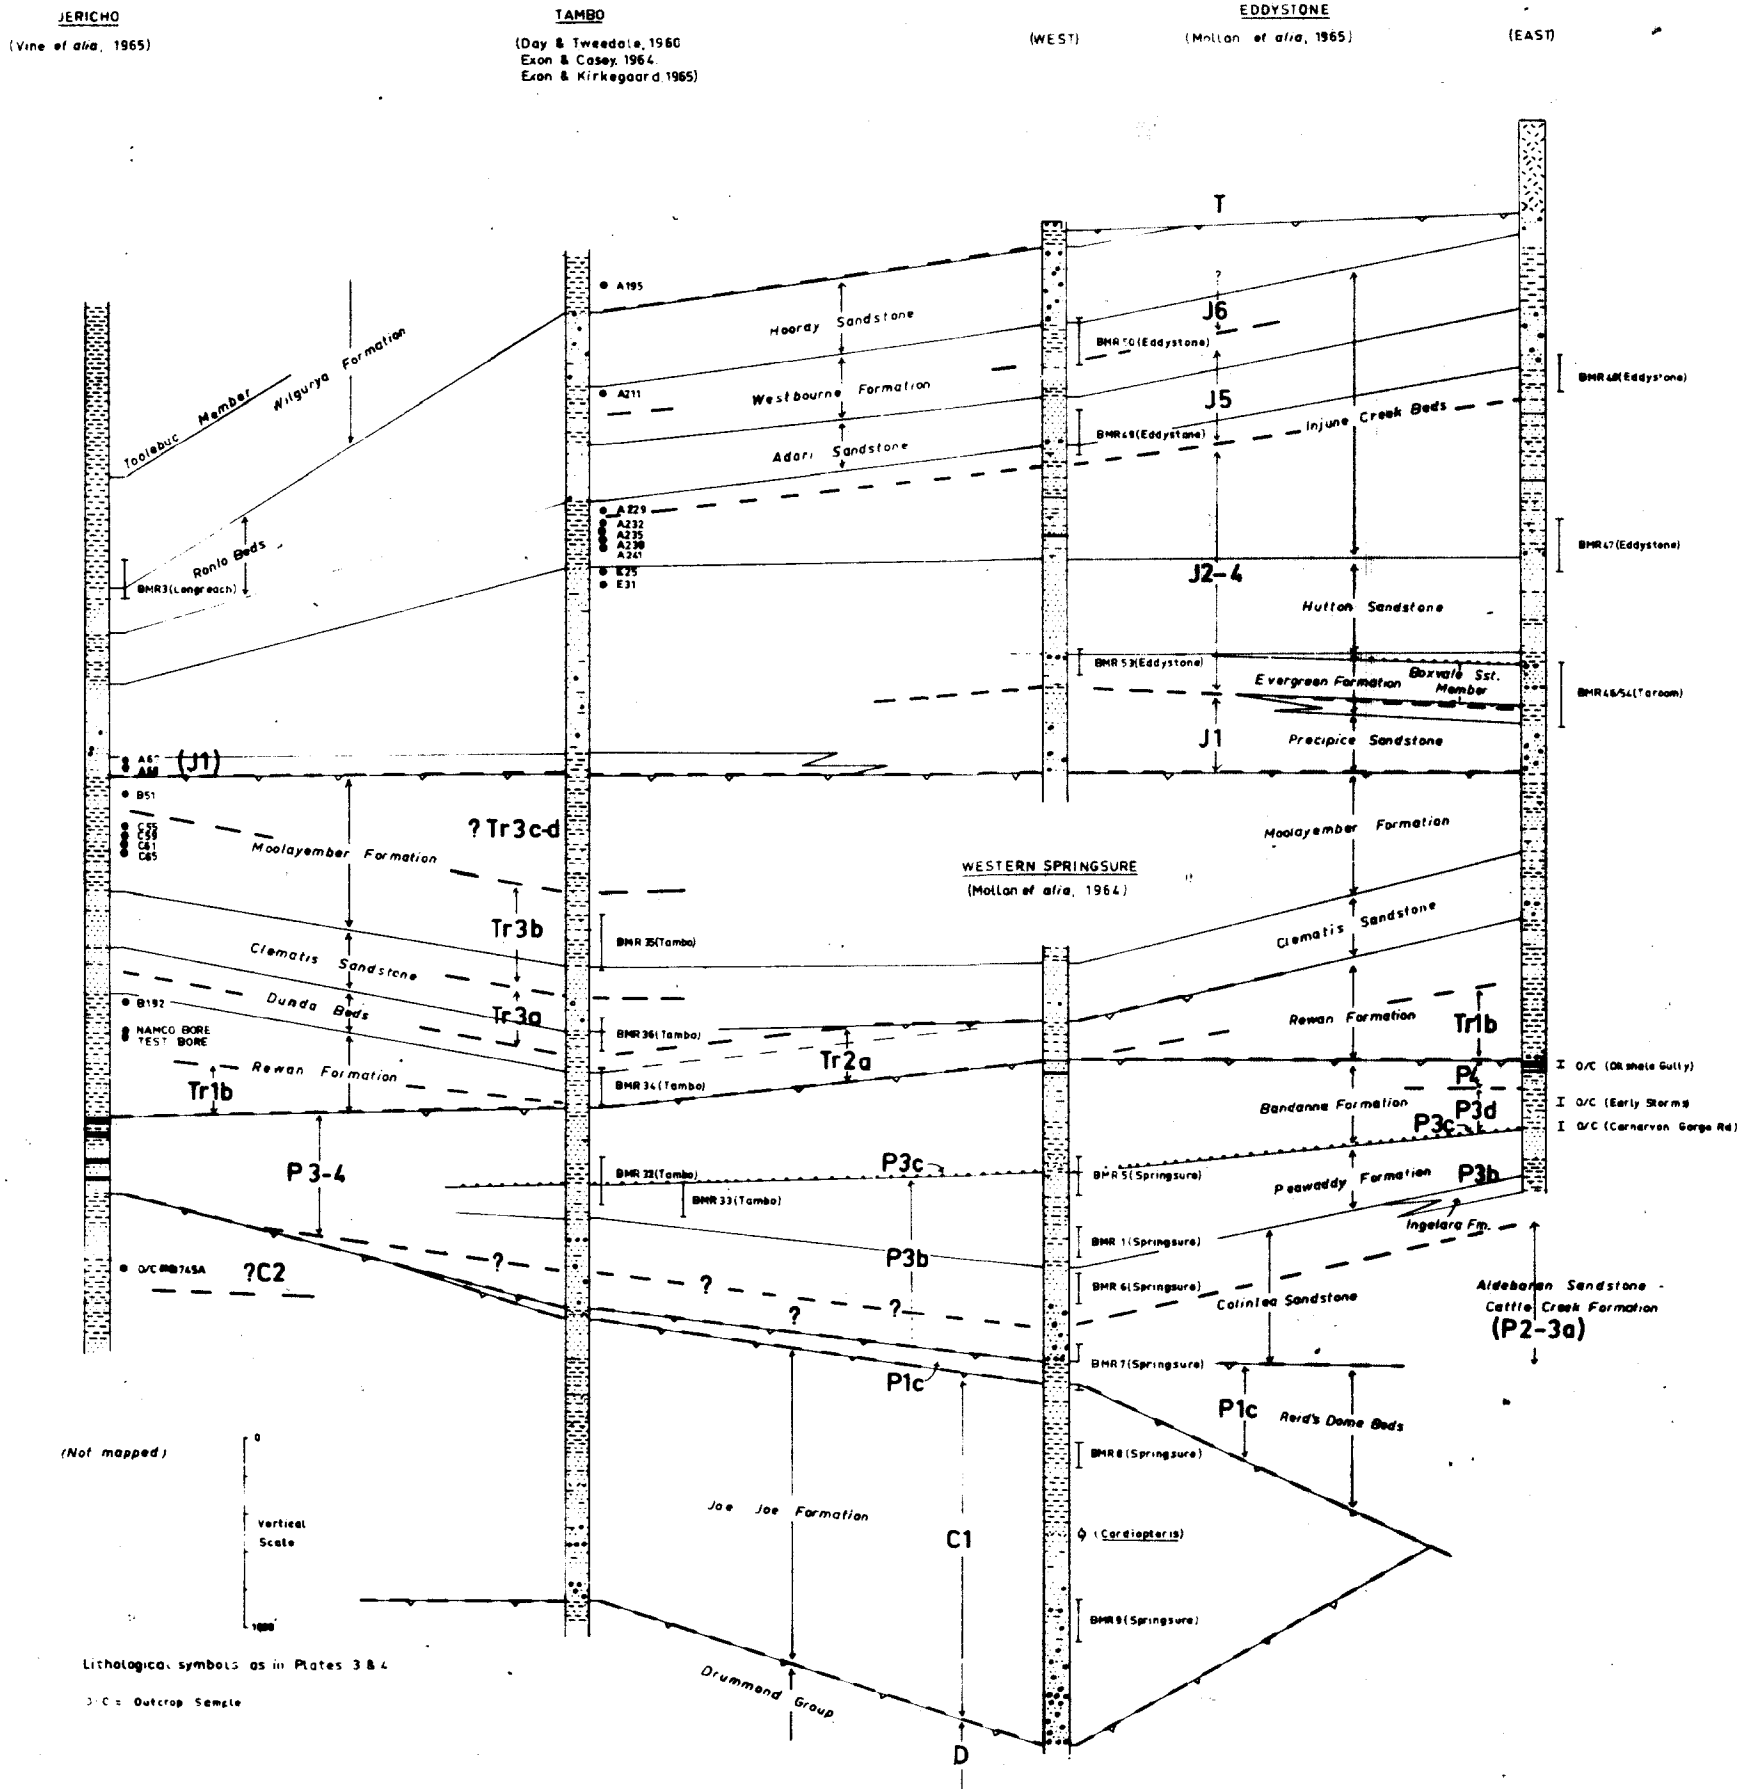 JERICHO
(Vine et alia, 1965)
TAMBO
(Day & Tweedale, 1960
Exon & Casey, 1964.
Exon & Kirkegaard, 1965)
EDDYSTONE
(WEST)
(Mollan et alia, 1965)
(EAST)
T
A195
Hooray Sandstone
?
J6
BMR 50 (Eddystone)
Toolebuc Member
Wilgunya Formation
A211
Westbourne Formation
J5
BMR 48 (Eddystone)
Adori Sandstone
BMR 49 (Eddystone)
Injune Creek Beds
A229
A232
A235
A238
A241
E25
E31
Ronlo Beds
BMR3 (Longreach)
BMR 47 (Eddystone)
J2-4
Hutton Sandstone
BMR 53 (Eddystone)
Evergreen Formation
Boxvale Sst.
Member
BMR 46/54 (Taroom)
J1
Precipice Sandstone
(J1)
B51
? Tr3c-d
C55
C59
C61
C65
Moolayember Formation
Moolayember Formation
WESTERN SPRINGSURE
(Mollan et alia, 1964)
Tr3b
BMR 35 (Tambo)
Clematis Sandstone
Clematis Sandstone
Dunda Beds
Tr3a
B192
NAMCO BORE
TEST BORE
BMR 36 (Tambo)
Rewan Formation
Tr1b
Tr2a
Rewan Formation
Tr1b
BMR 34 (Tambo)
P4
O/C (Oil shale Gully)
Bandanna Formation
P3d
O/C (Early Storms)
P3c
O/C (Carnarvon Gorge Rd)
P 3-4
P3c
BMR 32 (Tambo)
BMR 33 (Tambo)
BMR 5 (Springsure)
Peawaddy Formation
P3b
Ingelara Fm.
BMR 1 (Springsure)
?C2
?
?
?
?
P3b
BMR 6 (Springsure)
Colinlea Sandstone
Aldebaran Sandstone
Cattle Creek Formation
(P2-3a)
BMR 7 (Springsure)
P1c
P1c
Reid's Dome Beds
(Not mapped)
0
Vertical
Scale
1000
BMR 8 (Springsure)
Joe Joe Formation
C1
(Cardiopteris)
BMR 9 (Springsure)
Lithological symbols as in Plates 3 & 4
O/C = Outcrop Sample
Drummond Group
D